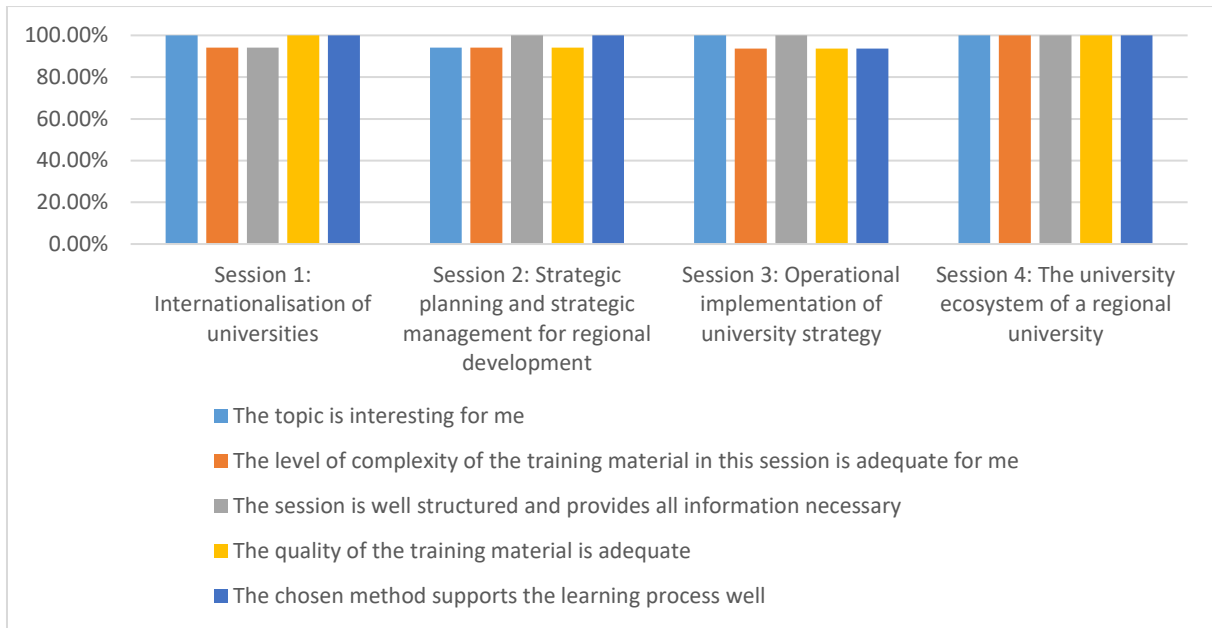 100.00%
80.00%
60.00%
40.00%
20.00%
0.00%
Session 1:
Internationalisation of
universities
Session 2: Strategic
planning and strategic
management for regional
development
Session 3: Operational
implementation of
university strategy
Session 4: The university
ecosystem of a regional
university
The topic is interesting for me
The level of complexity of the training material in this session is adequate for me
The session is well structured and provides all information necessary
The quality of the training material is adequate
The chosen method supports the learning process well